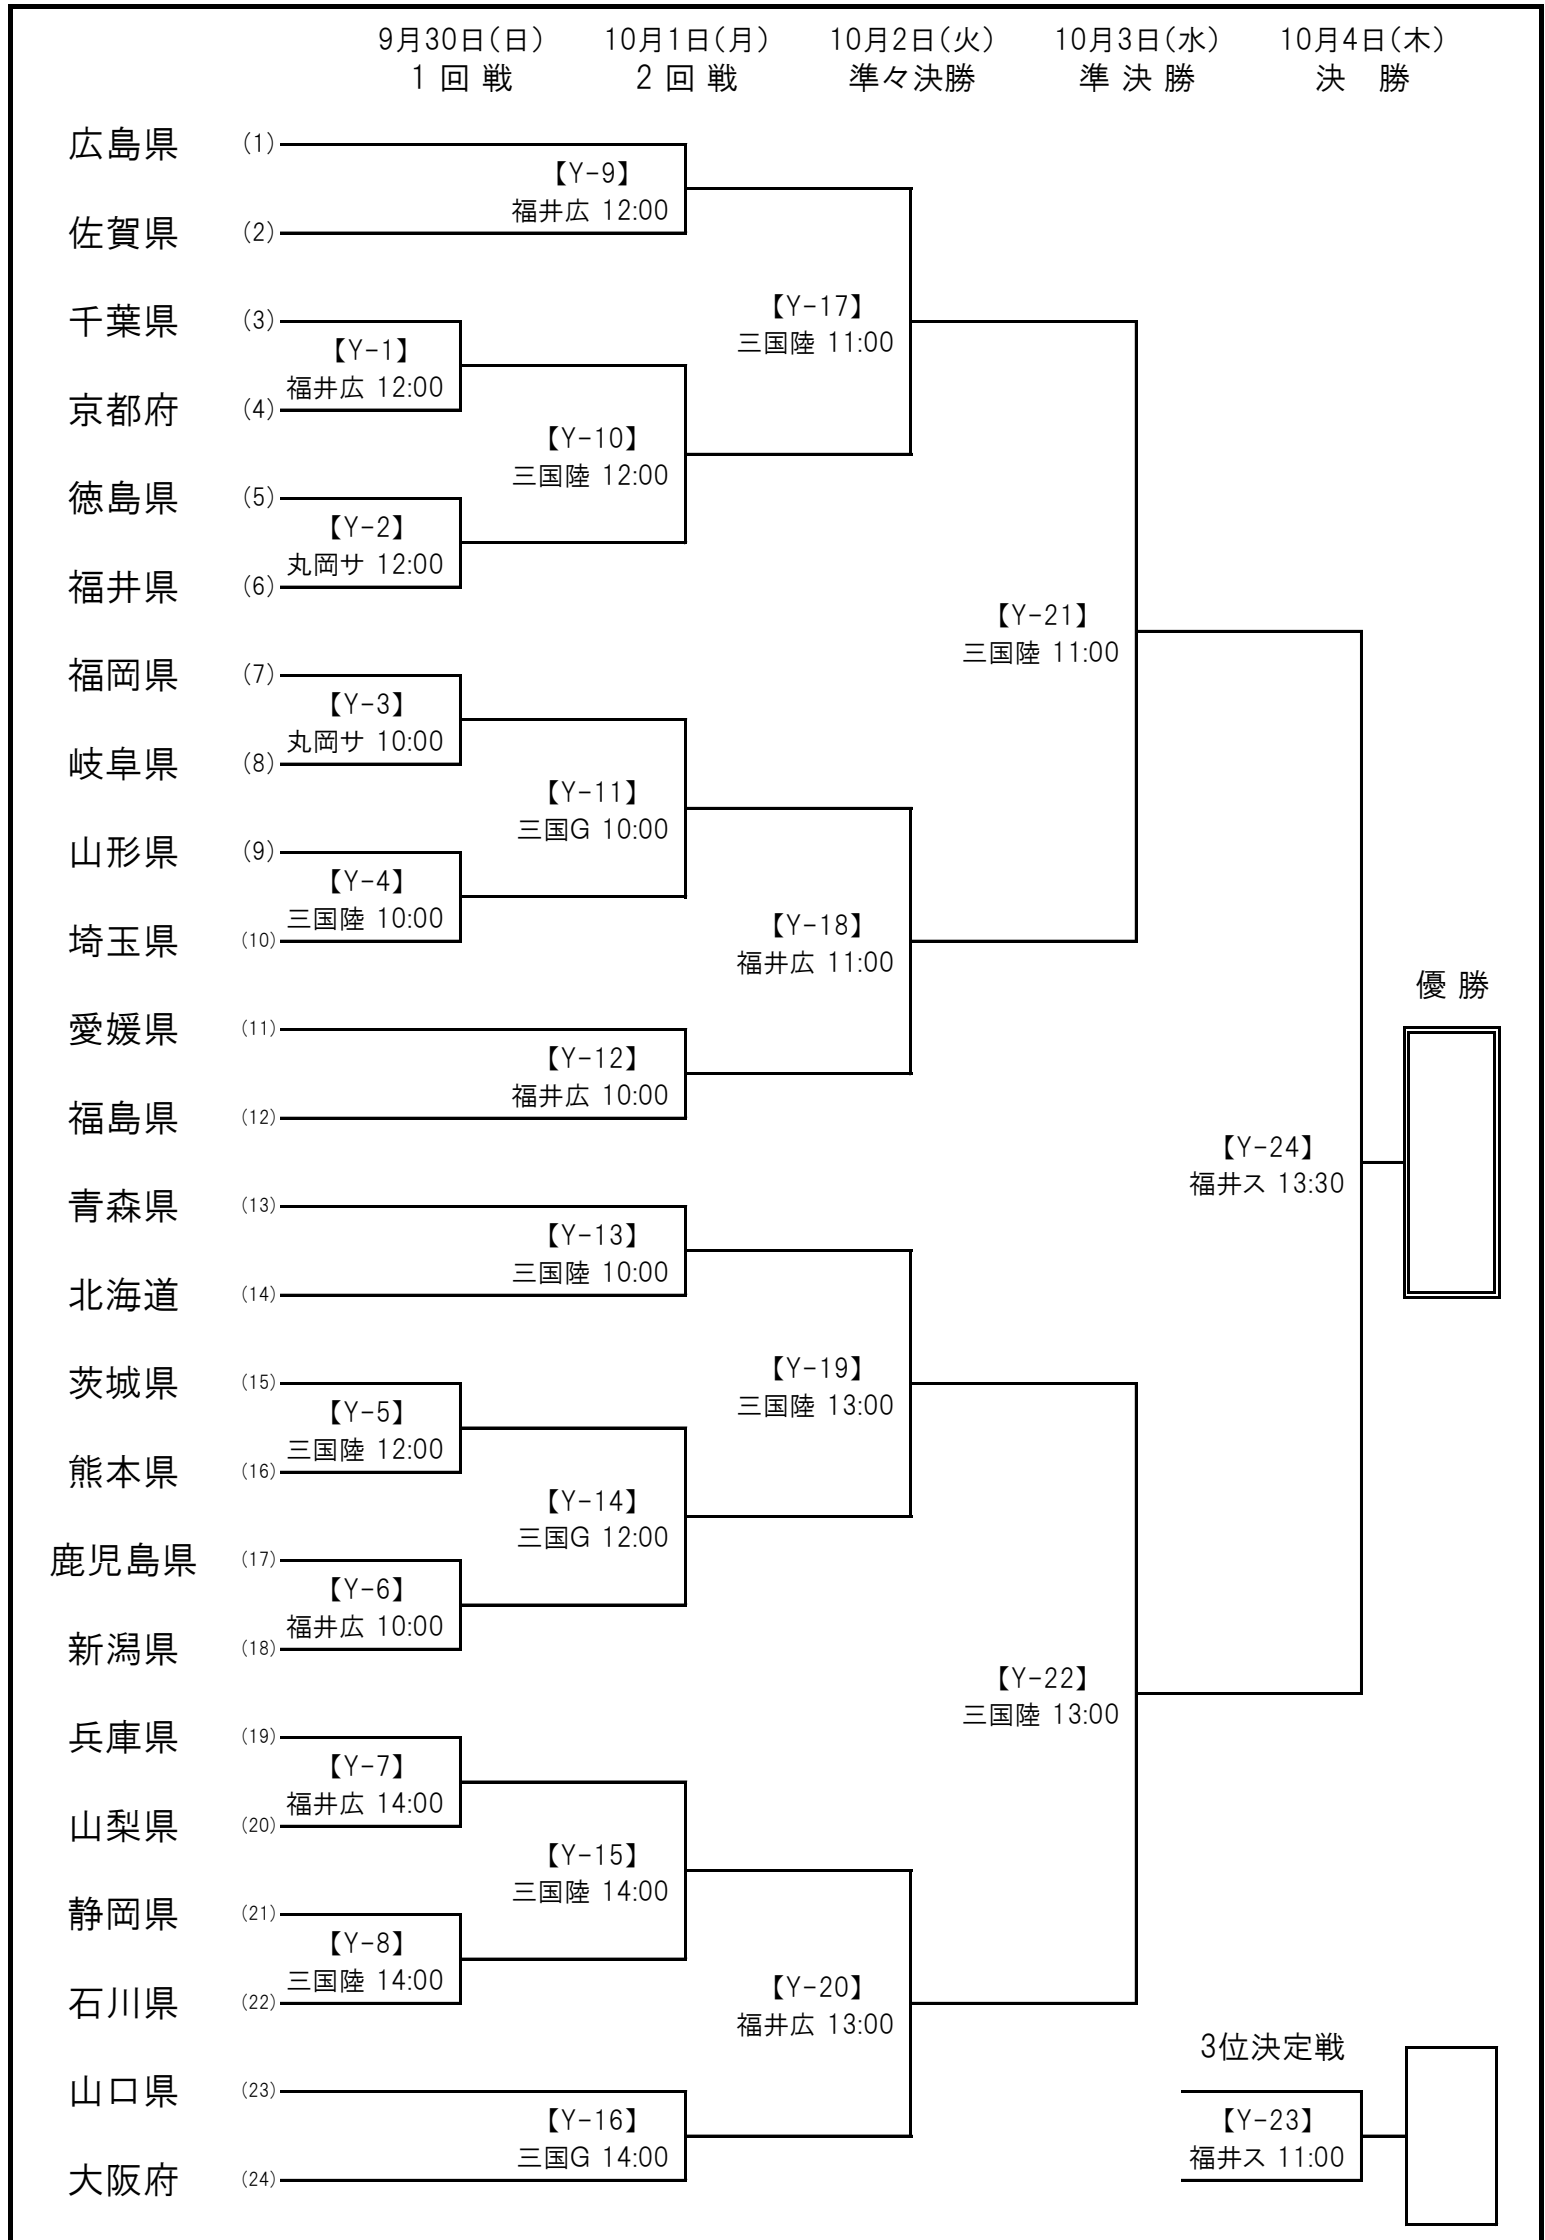 9月30日(日) 10月1日(月) 10月2日(火) 10月3日(水) 10月4日(木)
1 回 戦 2 回 戦 準々決勝 準 決 勝 決 勝
広島県 (1)
【Y-9】
福井広 12:00
佐賀県 (2)
【Y-17】
三国陸 11:00
千葉県 (3)
【Y-1】
福井広 12:00
京都府 (4)
【Y-10】
三国陸 12:00
徳島県 (5)
【Y-2】
丸岡サ 12:00
福井県 (6)
【Y-21】
三国陸 11:00
福岡県 (7)
【Y-3】
丸岡サ 10:00
岐阜県 (8)
【Y-11】
三国G 10:00
山形県 (9)
【Y-4】
三国陸 10:00
埼玉県 (10)
【Y-18】
福井広 11:00
優 勝
愛媛県 (11)
【Y-12】
福井広 10:00
福島県 (12)
【Y-24】
福井ス 13:30
青森県 (13)
【Y-13】
三国陸 10:00
北海道 (14)
【Y-19】
三国陸 13:00
茨城県 (15)
【Y-5】
三国陸 12:00
熊本県 (16)
【Y-14】
三国G 12:00
鹿児島県 (17)
【Y-6】
福井広 10:00
新潟県 (18)
【Y-22】
三国陸 13:00
兵庫県 (19)
【Y-7】
福井広 14:00
山梨県 (20)
【Y-15】
三国陸 14:00
静岡県 (21)
【Y-8】
三国陸 14:00
石川県 (22)
【Y-20】
福井広 13:00
3位決定戦
山口県 (23)
【Y-16】
三国G 14:00
【Y-23】
福井ス 11:00
大阪府 (24)